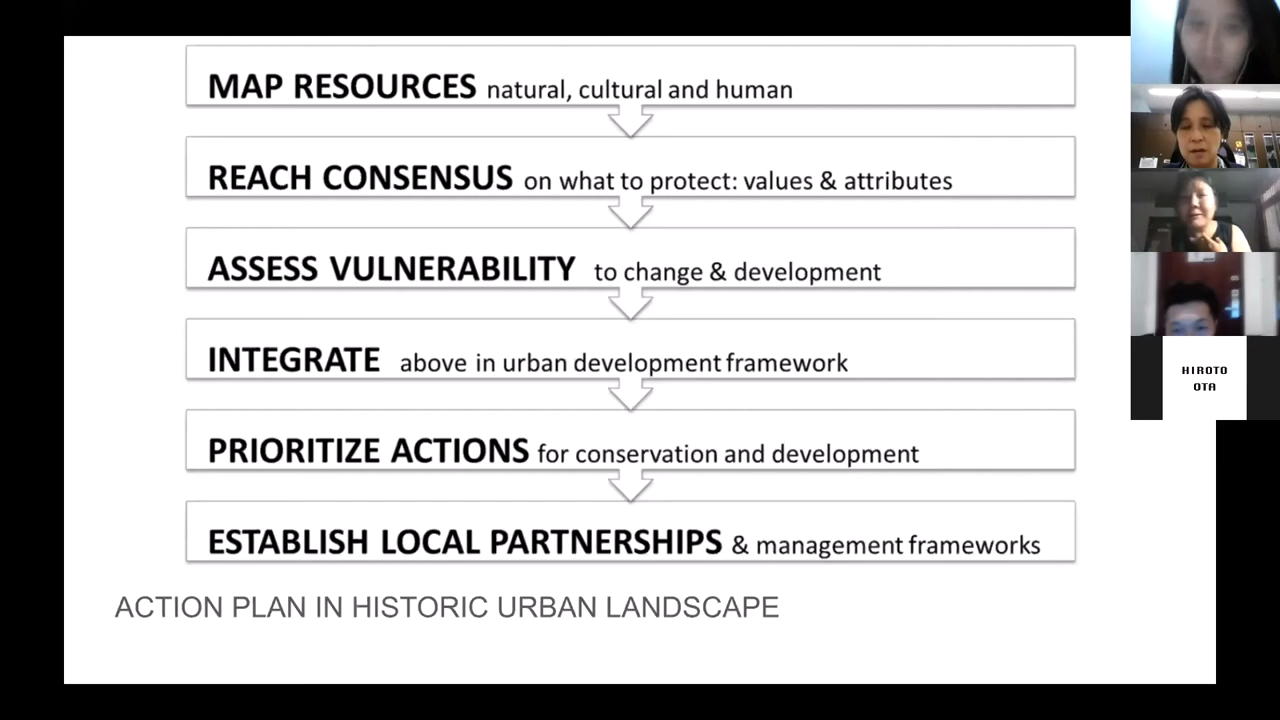 MAP RESOURCES natural, cultural and human
REACH CONSENSUS on what to protect: values & attributes
ASSESS VULNERABILITY to change & development
INTEGRATE above in urban development framework
PRIORITIZE ACTIONS for conservation and development
ESTABLISH LOCAL PARTNERSHIPS & management frameworks
ACTION PLAN IN HISTORIC URBAN LANDSCAPE
HIROTO
OTA